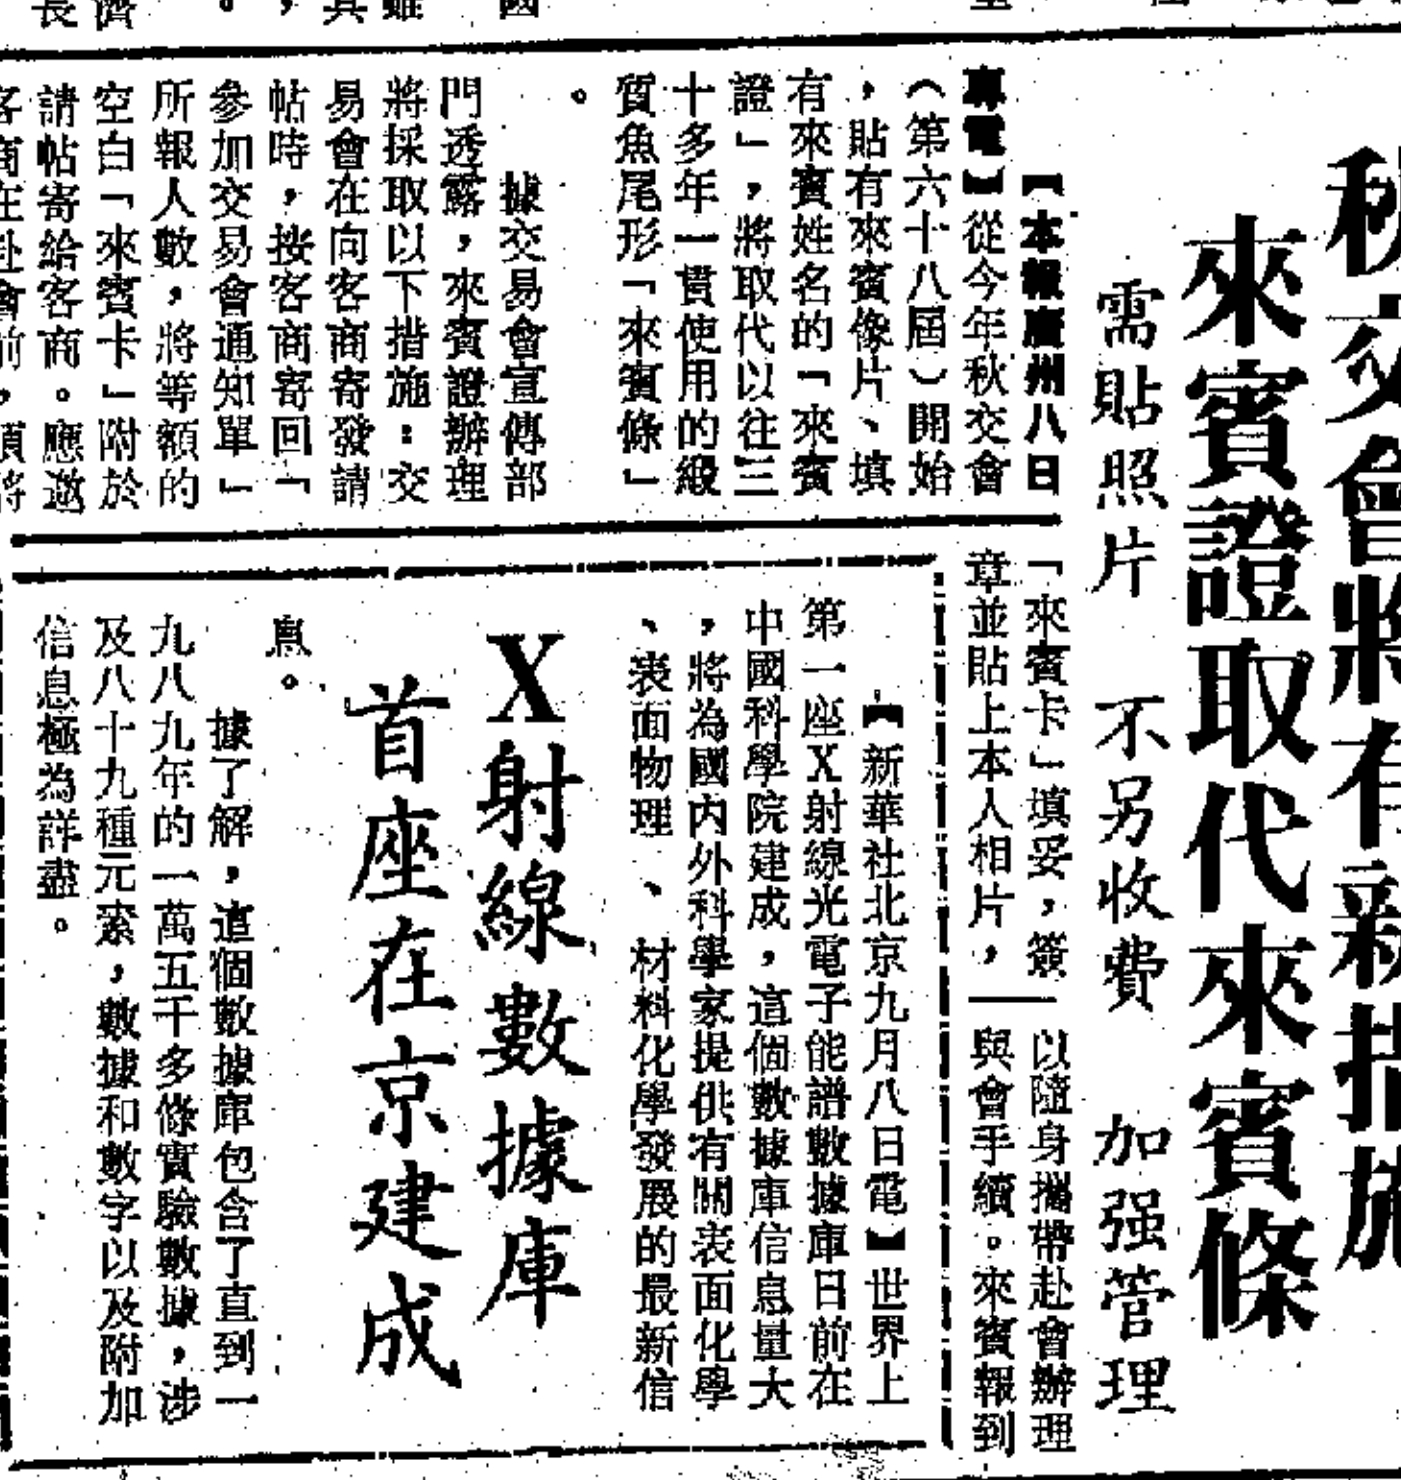 秋交會將有新措施
來賓證取代來賓條
需貼照片 不另收費 加强管理
【本報廣州八日
專電】從今年秋交會
（第六十八屆）開始
，貼有來賓像片、填
有來賓姓名的「來賓
證」，將取代以往三
十多年一貫使用的緞
質魚尾形「來賓條」
。
據交易會宣傳部
門透露，來賓證辦理
將採取以下措施：交
易會在向客商寄發請
帖時，按客商寄回「
參加交易會通知單」
所報人數，將等額的
空白「來賓卡」附於
請帖寄給客商。應邀
客商在赴會前，須將
「來賓卡」填妥，簽
章並貼上本人相片，
以隨身攜帶赴會辦理
與會手續。來賓報到
X射線數據庫
首座在京建成
【新華社北京九月八日電】世界上
第一座X射線光電子能譜數據庫日前在
中國科學院建成，這個數據庫信息量大
，將為國內外科學家提供有關表面化學
、表面物理、材料化學發展的最新信
息。
據了解，這個數據庫包含了直到一
九八九年的一萬五千多條實驗數據，涉
及八十九種元素，數據和數字以及附加
信息極為詳盡。